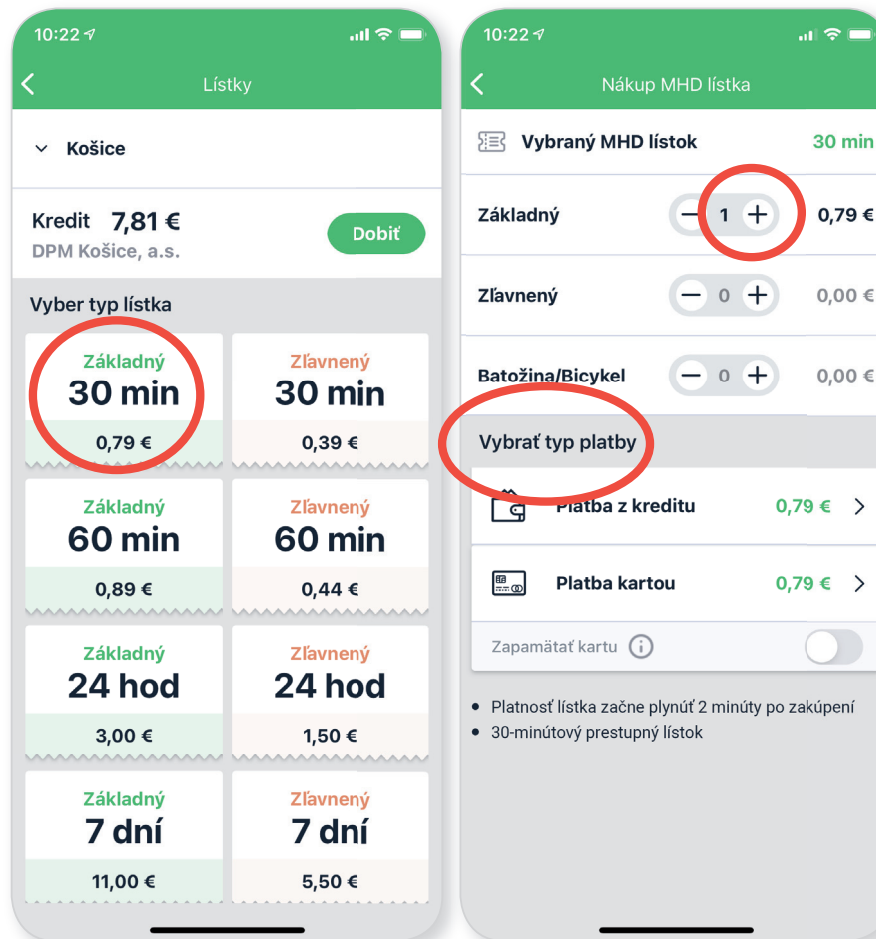 10:22
Lístky
Košice
Kredit 7,81 €
DPM Košice, a.s.
Dobiť
Vyber typ lístka
Základný
30 min
0,79 €
Zľavnený
30 min
0,39 €
Základný
60 min
0,89 €
Zľavnený
60 min
0,44 €
Základný
24 hod
3,00 €
Zľavnený
24 hod
1,50 €
Základný
7 dní
11,00 €
Zľavnený
7 dní
5,50 €
10:22
Nákup MHD lístka
Vybraný MHD lístok 30 min
Základný 1 0,79 €
Zľavnený 0 0,00 €
Batožina/Bicykel 0 0,00 €
Vybrať typ platby
Platba z kreditu 0,79 €
Platba kartou 0,79 €
Zapamätať kartu
• Platnosť lístka začne plynúť 2 minúty po zakúpení
• 30-minútový prestupný lístok